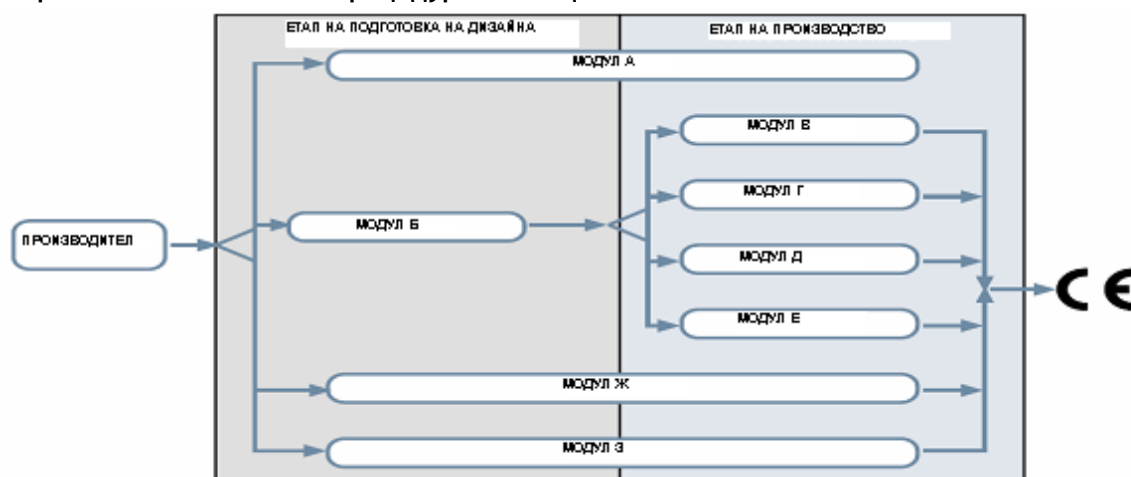 ЕТАП НА ПОДГОТОВКА НА ДИЗАЙНА
ЕТАП НА ПРОИЗВОДСТВО
МОДУЛ А
МОДУЛ В
МОДУЛ Г
МОДУЛ Б
ПРОИЗВОДИТЕЛ
МОДУЛ Д
CE
МОДУЛ Е
МОДУЛ Ж
МОДУЛ З